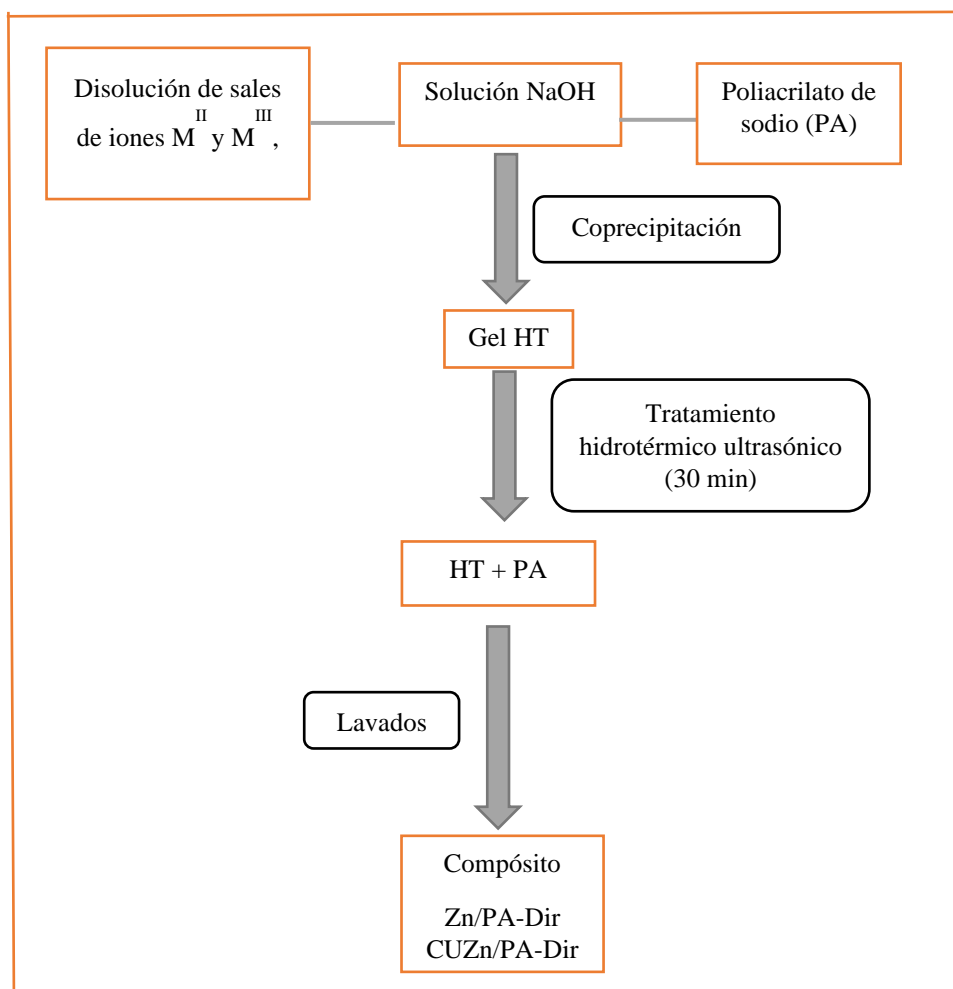 Disolución de sales
de iones M^II y M^III,
Solución NaOH
Poliacrilato de
sodio (PA)
Coprecipitación
Gel HT
Tratamiento
hidrotérmico ultrasónico
(30 min)
HT + PA
Lavados
Compósito
Zn/PA-Dir
CUZn/PA-Dir